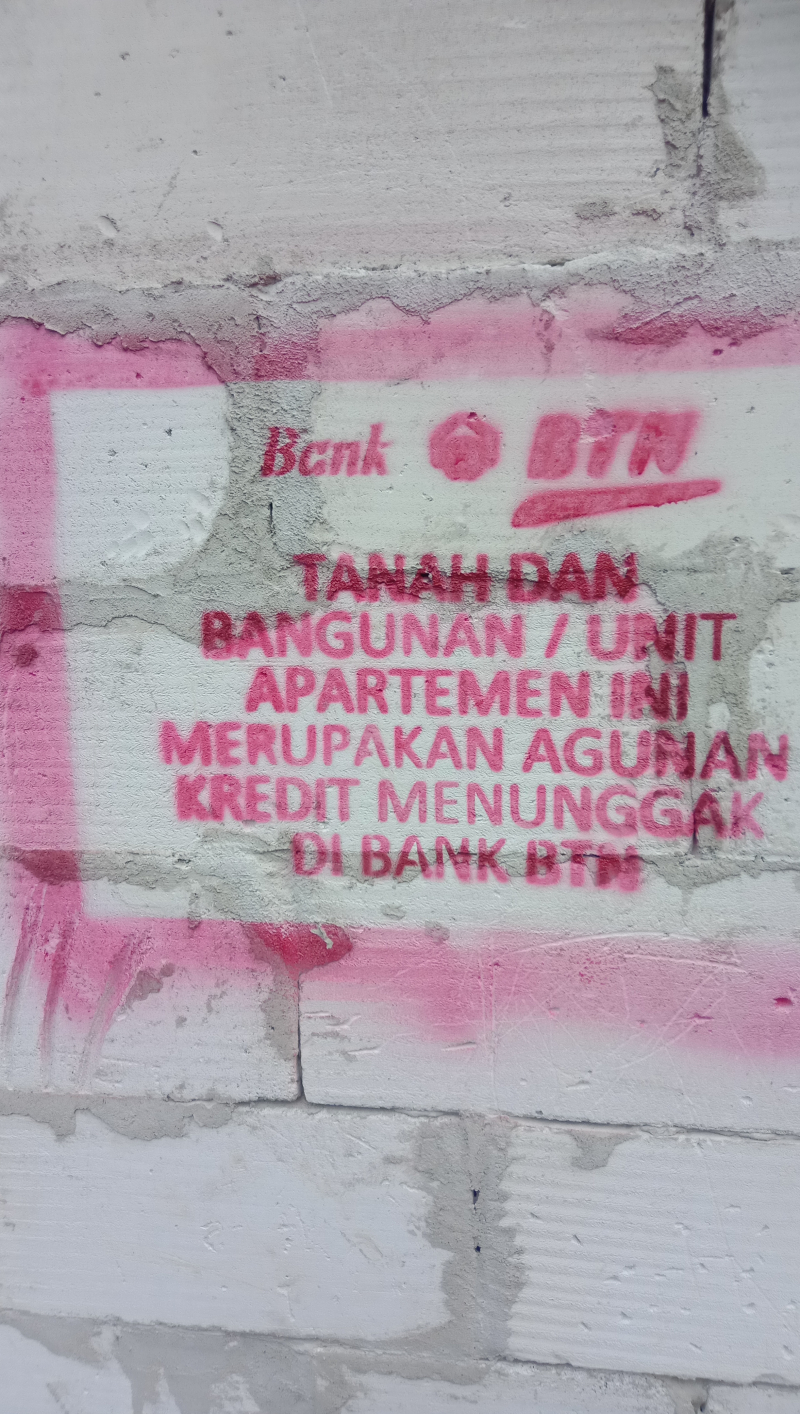 Bank BTN
TANAH DAN
BANGUNAN / UNIT
APARTEMEN INI
MERUPAKAN AGUNAN
KREDIT MENUNGGAK
DI BANK BTN